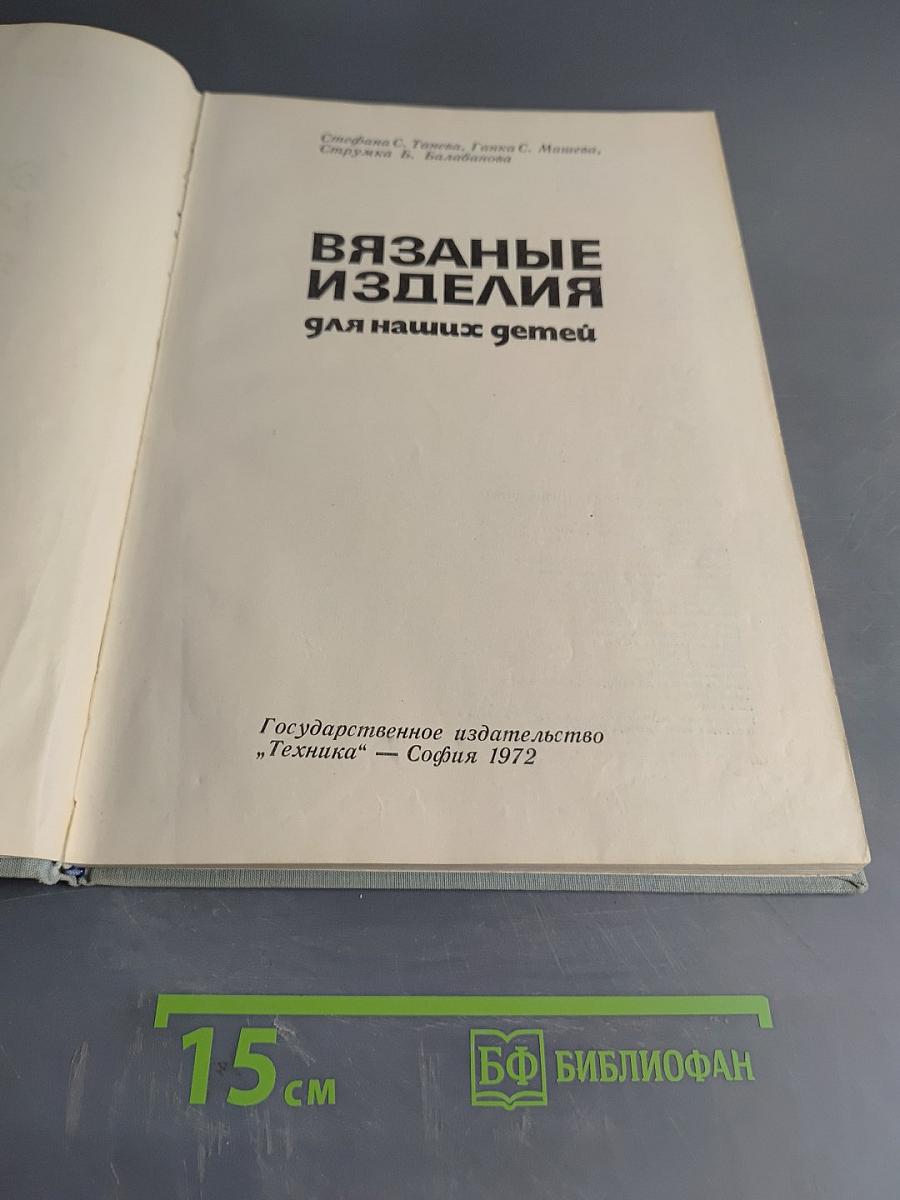 Стефана С. Танева, Ганка С. Машева,
Струмка Б. Балабанова
ВЯЗАНЫЕ
ИЗДЕЛИЯ
для наших детей
Государственное издательство
„Техника“ — София 1972
15 см
БФ БИБЛИОФАН